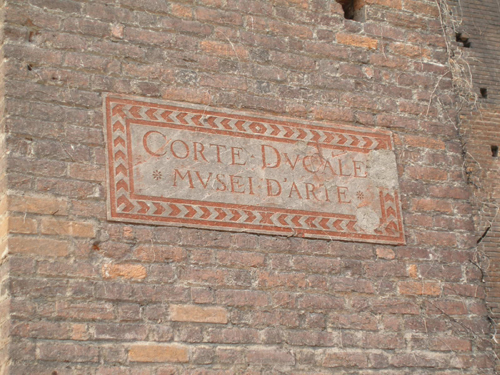 CORTE · DVCALE
* MVSEI D'ARTE *